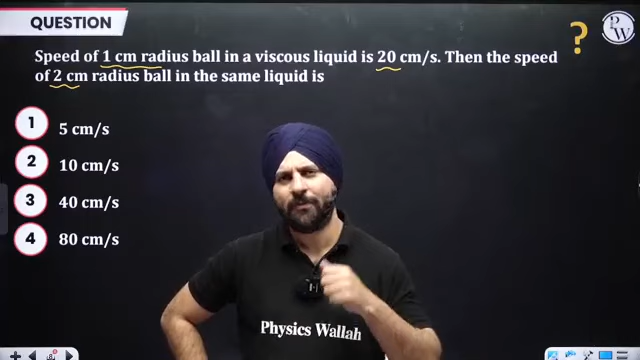 QUESTION
?
PW
Speed of 1 cm radius ball in a viscous liquid is 20 cm/s. Then the speed
of 2 cm radius ball in the same liquid is
1 5 cm/s
2 10 cm/s
3 40 cm/s
4 80 cm/s
Physics Wallah